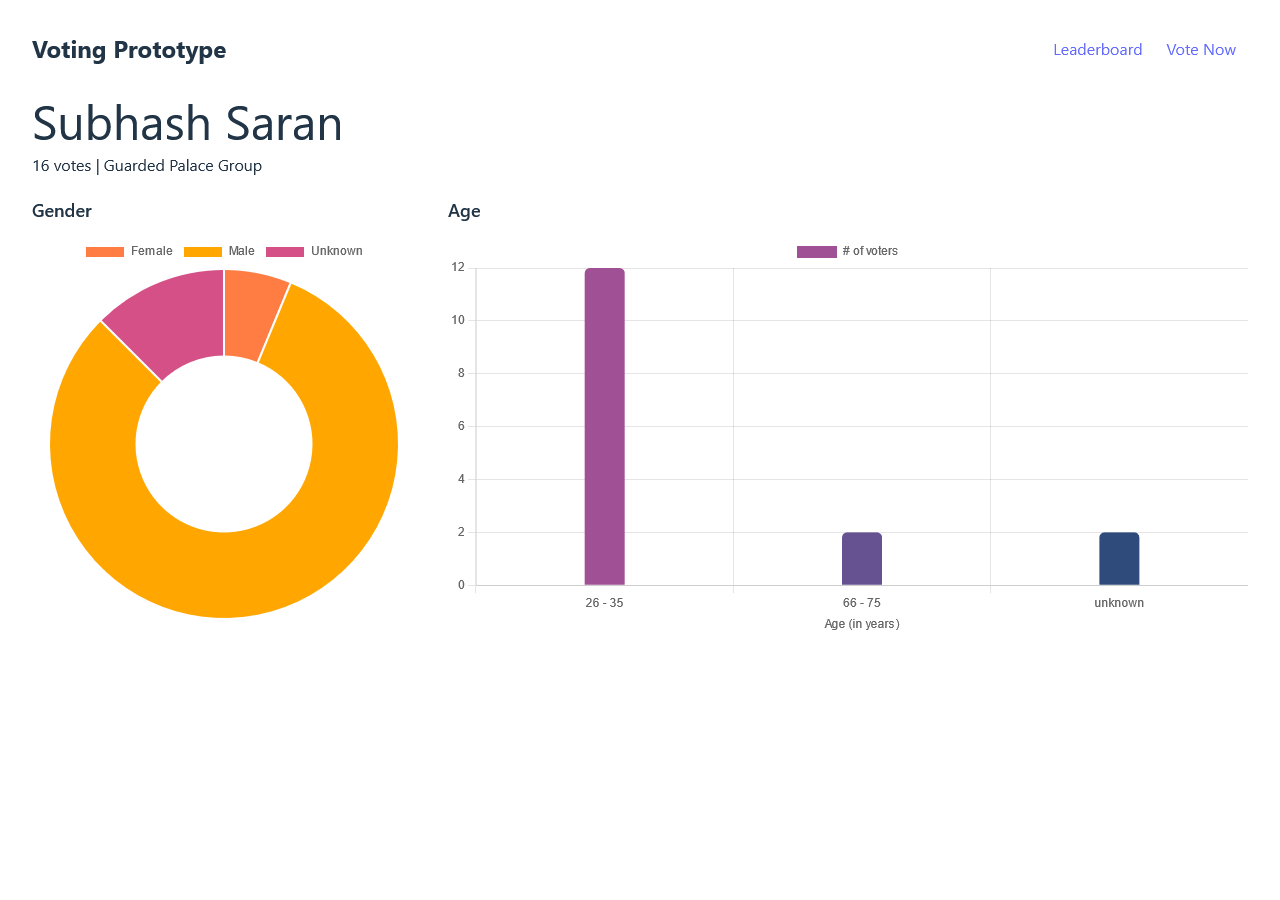 Voting Prototype
Leaderboard Vote Now
Subhash Saran
16 votes | Guarded Palace Group
Gender
Female Male Unknown
Age
# of voters
12
10
8
6
4
2
0
26 - 35 66 - 75 unknown
Age (in years)